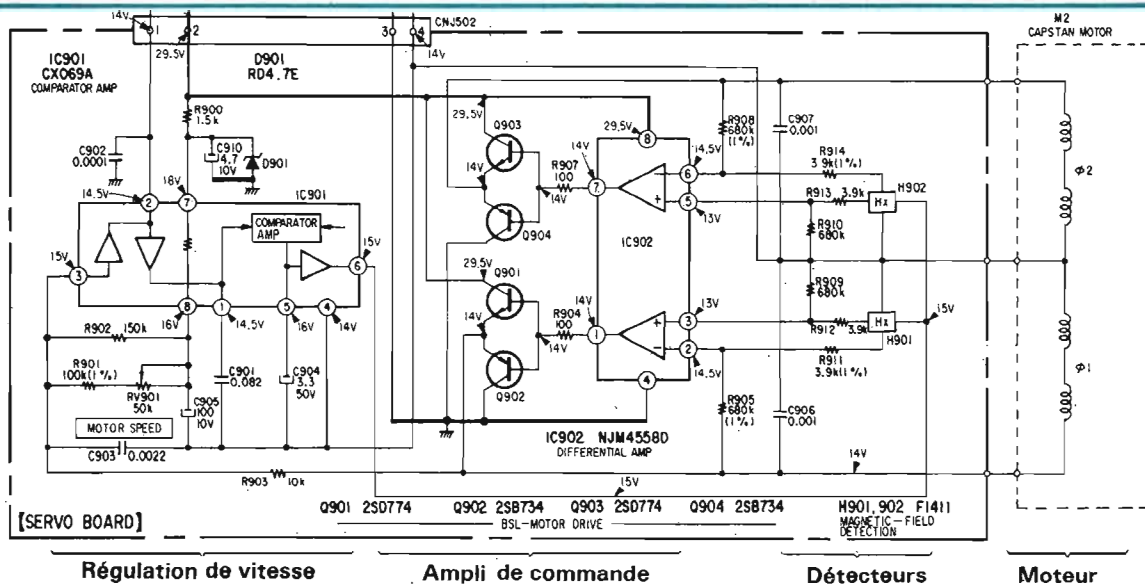 14V
1
2
3
4
CNJ502
29.5V
14V
M2
CAPSTAN MOTOR
IC901
CX069A
COMPARATOR AMP
D901
RD4.7E
R900
1.5k
C902
0.0001
C910
4.7
10V
D901
29.5V
Q903
14V
14V
Q904
R907
100
14V
29.5V
8
7
6
14.5V
5
13V
IC902
R908
680k
(1%)
C907
0.001
R914
3.9k(1%)
R913 3.9k
H902
Hx
R910
680k
ϕ2
14.5V
2
18V
7
IC901
COMPARATOR
AMP
15V
3
15V
6
8
16V
1
14.5V
5
16V
4
14V
29.5V
Q901
14V
14V
Q902
R904
100
14V
1
3
13V
2
14.5V
4
R909
680k
R912 3.9k
Hx
H901
15V
R911
3.9k(1%)
ϕ1
R902 150k
R901
100k(1%)
RV901
50k
C905
100
10V
C901
0.082
C904
3.3
50V
MOTOR SPEED
C903 0.0022
R903 10k
R905
680k
(1%)
C906
0.001
IC902 NJM4558D
DIFFERENTIAL AMP
14V
15V
Q901 2SD774 Q902 2SB734 Q903 2SD774 Q904 2SB734
BSL-MOTOR DRIVE
H901, 902 F1411
MAGNETIC-FIELD
DETECTION
[SERVO BOARD]
Régulation de vitesse
Ampli de commande
Détecteurs
Moteur